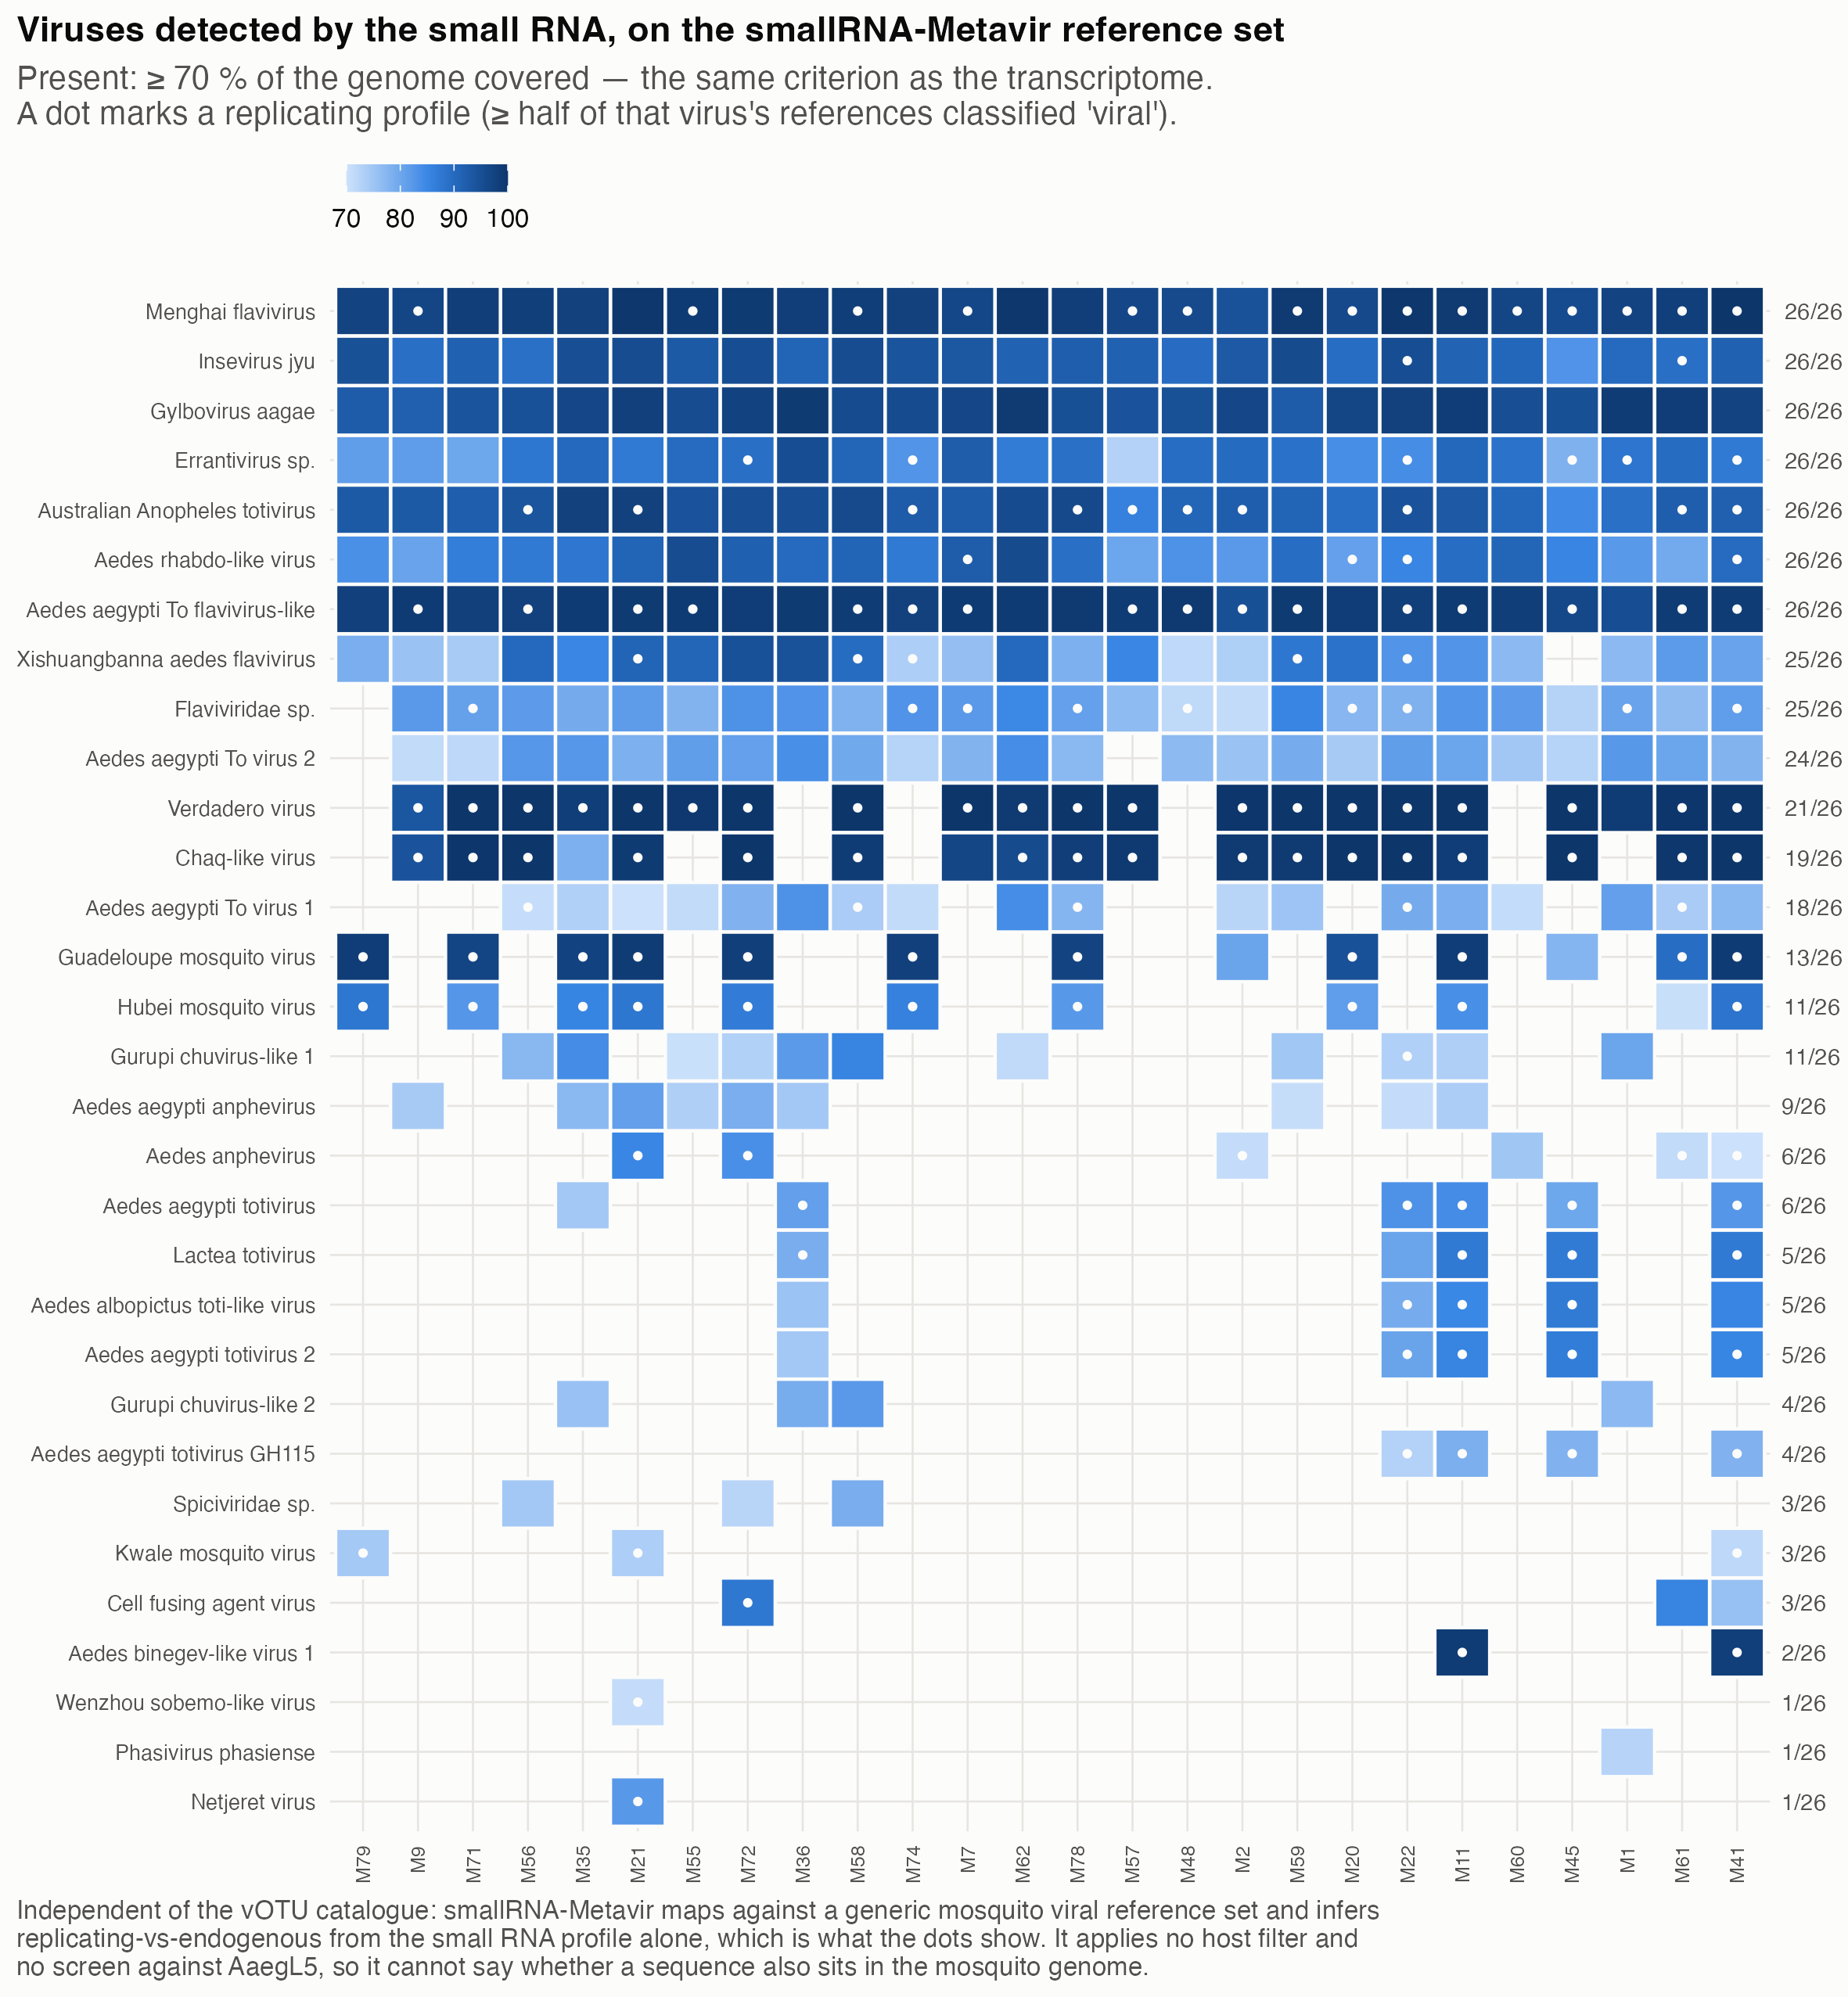 Viruses detected by the small RNA, on the smallRNA-Metavir reference set
Present: ≥ 70 % of the genome covered — the same criterion as the transcriptome.
A dot marks a replicating profile (≥ half of that virus's references classified 'viral').
70 80 90 100
Menghai flavivirus 26/26
Insevirus jyu 26/26
Gylbovirus aagae 26/26
Errantivirus sp. 26/26
Australian Anopheles totivirus 26/26
Aedes rhabdo-like virus 26/26
Aedes aegypti To flavivirus-like 26/26
Xishuangbanna aedes flavivirus 25/26
Flaviviridae sp. 25/26
Aedes aegypti To virus 2 24/26
Verdadero virus 21/26
Chaq-like virus 19/26
Aedes aegypti To virus 1 18/26
Guadeloupe mosquito virus 13/26
Hubei mosquito virus 11/26
Gurupi chuvirus-like 1 11/26
Aedes aegypti anphevirus 9/26
Aedes anphevirus 6/26
Aedes aegypti totivirus 6/26
Lactea totivirus 5/26
Aedes albopictus toti-like virus 5/26
Aedes aegypti totivirus 2 5/26
Gurupi chuvirus-like 2 4/26
Aedes aegypti totivirus GH115 4/26
Spiciviridae sp. 3/26
Kwale mosquito virus 3/26
Cell fusing agent virus 3/26
Aedes binegev-like virus 1 2/26
Wenzhou sobemo-like virus 1/26
Phasivirus phasiense 1/26
Netjeret virus 1/26
M79 M9 M71 M56 M35 M21 M55 M72 M36 M58 M74 M7 M62 M78 M57 M48 M2 M59 M20 M22 M11 M60 M45 M1 M61 M41
Independent of the vOTU catalogue: smallRNA-Metavir maps against a generic mosquito viral reference set and infers
replicating-vs-endogenous from the small RNA profile alone, which is what the dots show. It applies no host filter and
no screen against AaegL5, so it cannot say whether a sequence also sits in the mosquito genome.